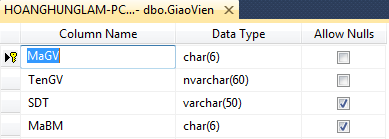 HOANGHUNGLAM-PC...- dbo.GiaoVien
Column Name Data Type Allow Nulls
MaGV char(6)
TenGV nvarchar(60)
SDT varchar(50)
MaBM char(6)